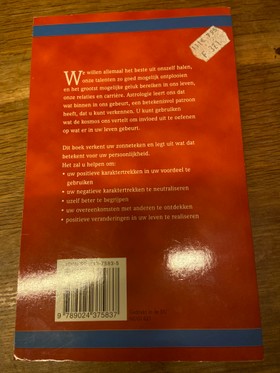 We willen allemaal het beste uit onszelf halen,
onze talenten zo goed mogelijk ontplooien
en het grootst mogelijke geluk bereiken in ons leven,
onze relaties en carrière. Astrologie leert ons dat
wat binnen in ons gebeurt, een betekenisvol patroon
heeft, dat u kunt verkennen. U kunt gebruiken
wat de kosmos ons vertelt om invloed uit te oefenen
op wat er in uw leven gebeurt.
Dit boek verkent uw zonneteken en legt uit wat dat
betekent voor uw persoonlijkheid.
Het zal u helpen om:
• uw positieve karaktertrekken in uw voordeel te
gebruiken
• uw negatieve karaktertrekken te neutraliseren
• uzelf beter te begrijpen
• uw overeenkomsten met anderen te ontdekken
• positieve veranderingen in uw leven te realiseren
9 789024 375837